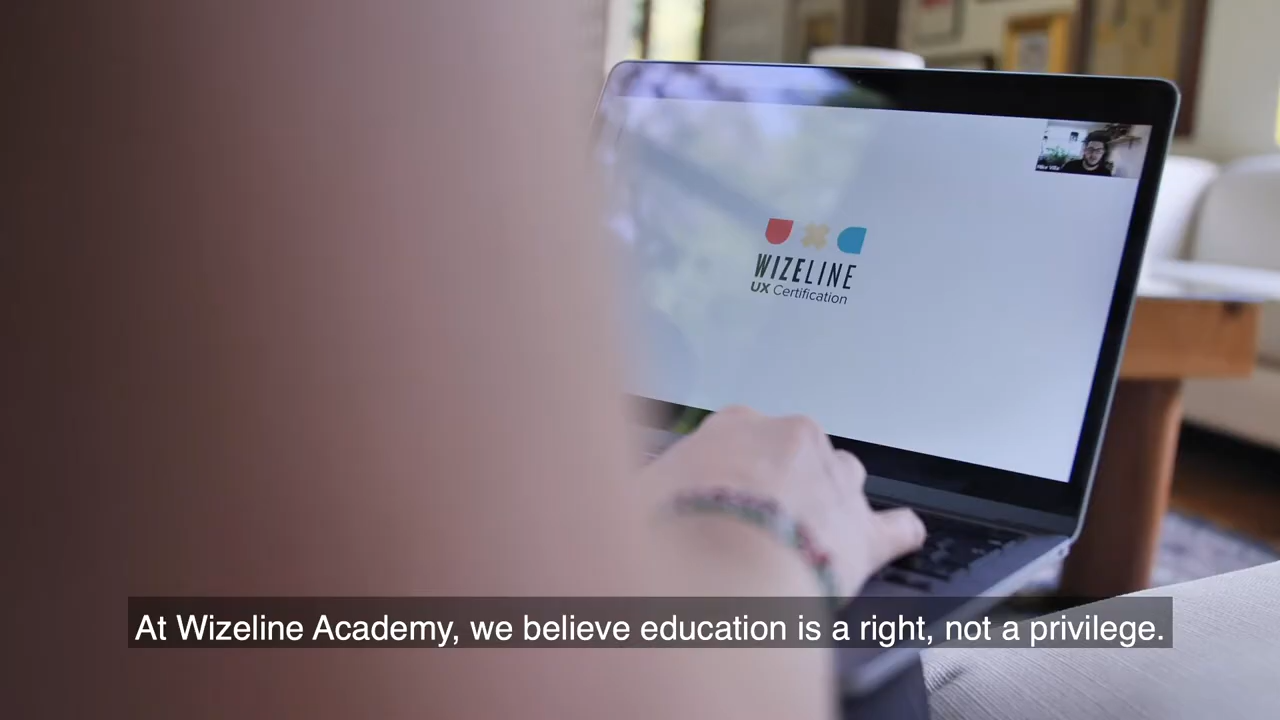 WIZELINE
UX Certification
At Wizeline Academy, we believe education is a right, not a privilege.